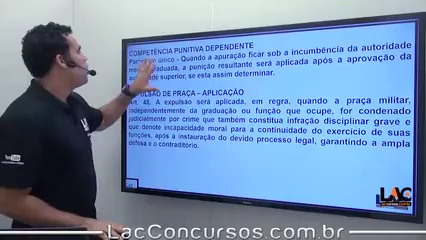 COMPETÊNCIA PUNITIVA DEPENDENTE
único - Quando a apuração ficar sob a incumbência da autoridade
graduada, a punição resultante será aplicada após a aprovação da
superior, se esta assim determinar.
DE PRAÇA – APLICAÇÃO
Art. 48. A expulsão será aplicada, em regra, quando a praça militar,
independentemente da graduação ou função que ocupe, for condenado
judicialmente por crime que também constitua infração disciplinar grave e
que denote incapacidade moral para a continuidade do exercício de suas
funções, após a instauração do devido processo legal, garantindo a ampla
defesa e o contraditório.
LAC
LacConcursos.com.br